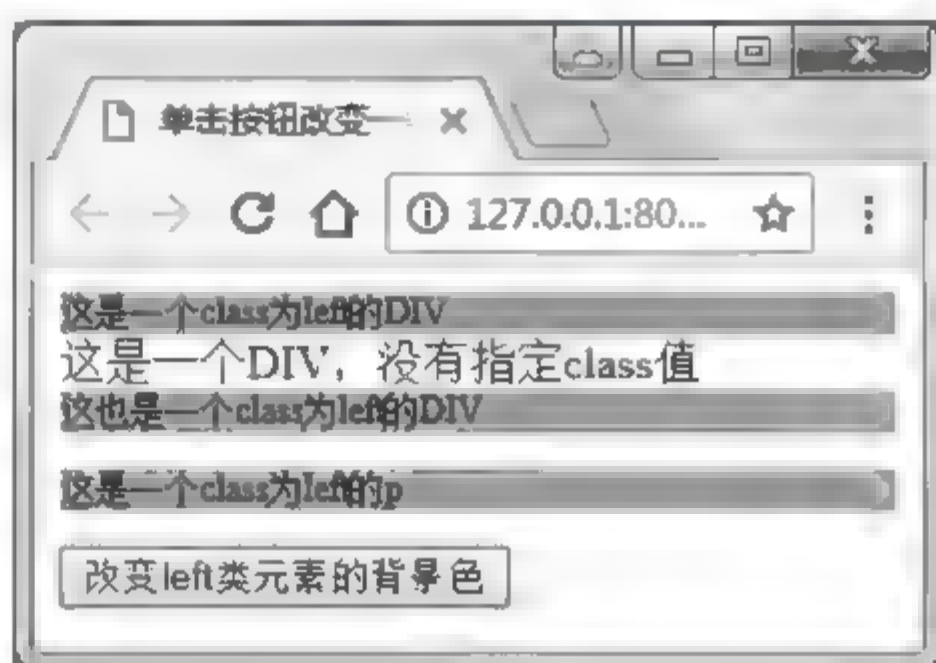 单击按钮改变一
127.0.0.1:80...
这是一个class为left的DIV
这是一个DIV，没有指定class值
这也是一个class为left的DIV
这是一个class为left的p
改变left类元素的背景色